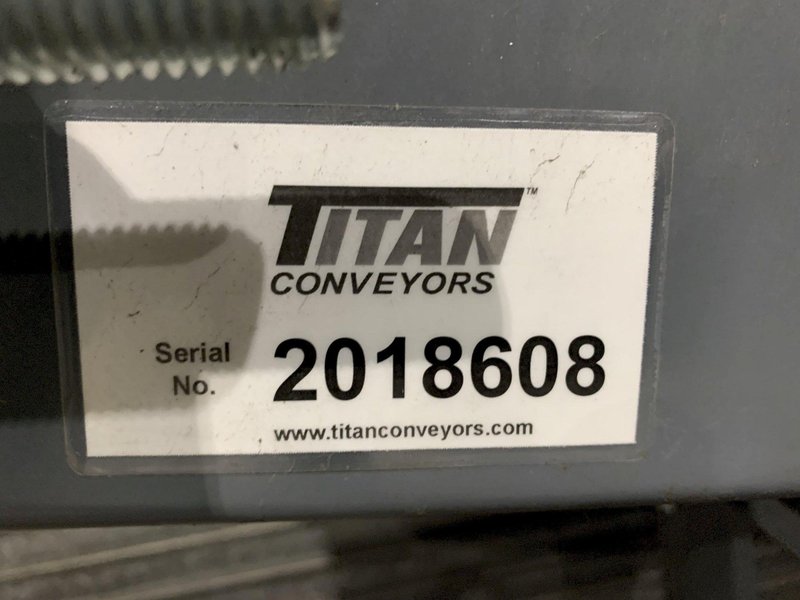 TITAN™
CONVEYORS
Serial
No. 2018608
www.titanconveyors.com